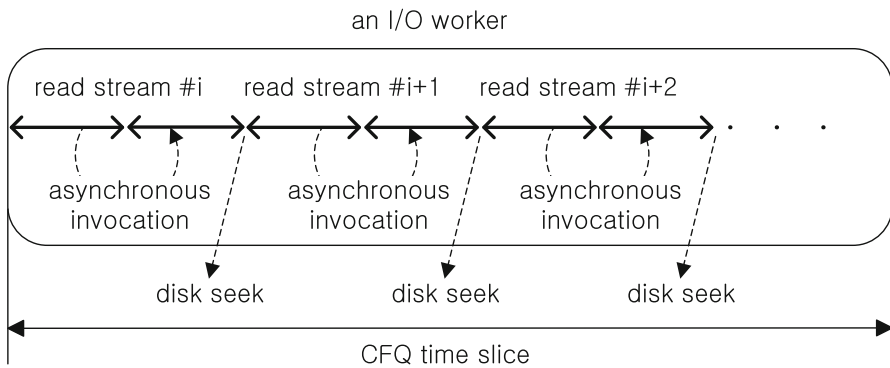 an I/O worker
read stream #i read stream #i+1 read stream #i+2
. . .
asynchronous asynchronous asynchronous
invocation invocation invocation
disk seek disk seek disk seek
CFQ time slice